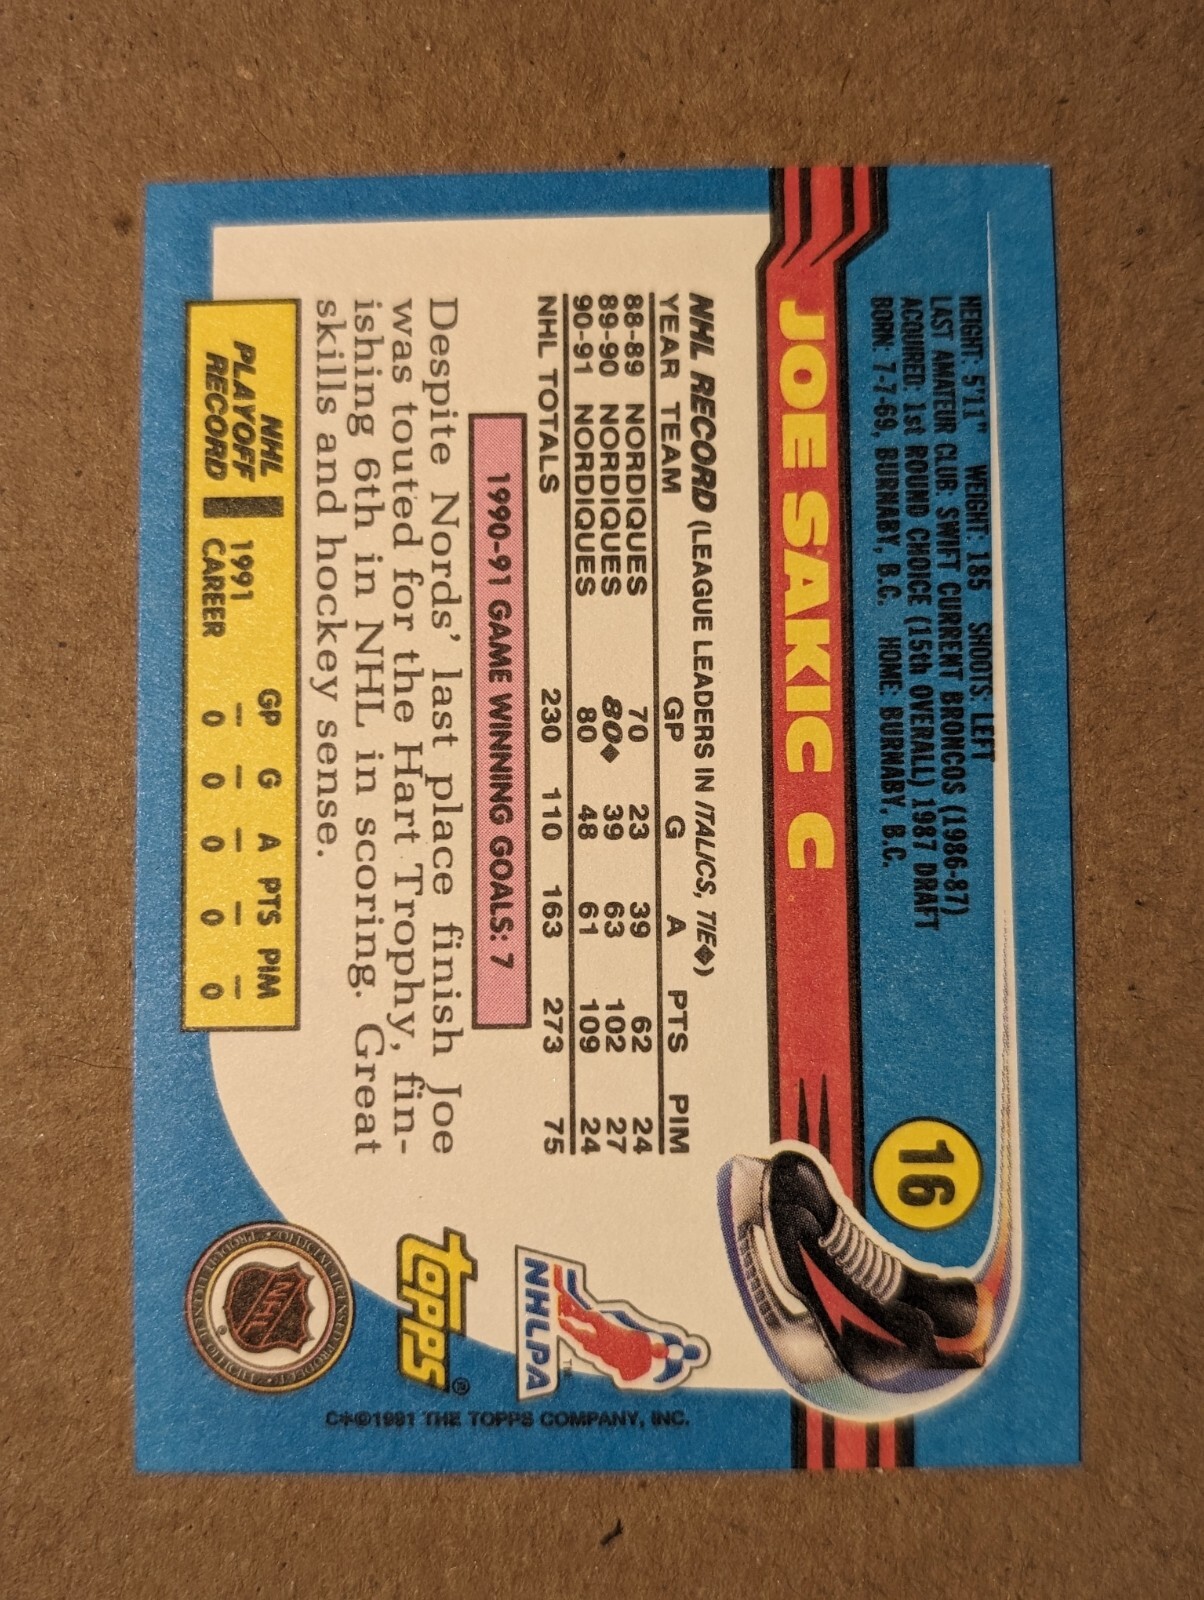 HEIGHT: 5'11" WEIGHT: 185 SHOOTS: LEFT
LAST AMATEUR CLUB: SWIFT CURRENT BRONCOS (1986-87)
ACQUIRED: 1st ROUND CHOICE (15th OVERALL) 1987 DRAFT
BORN: 7-7-69, BURNABY, B.C. HOME: BURNABY, B.C.
16
JOE SAKIC C
NHL RECORD (LEAGUE LEADERS IN ITALICS, TIE◆)
YEAR TEAM GP G A PTS PIM
88-89 NORDIQUES 70 23 39 62 24
89-90 NORDIQUES 80◆ 39 63 102 27
90-91 NORDIQUES 80 48 61 109 24
NHL TOTALS 230 110 163 273 75
1990-91 GAME WINNING GOALS: 7
Despite Nords' last place finish Joe
was touted for the Hart Trophy, fin-
ishing 6th in NHL in scoring. Great
skills and hockey sense.
NHL PLAYOFF RECORD
GP G A PTS PIM
1991 — — — — —
CAREER 0 0 0 0 0
NHLPA™
TOPPS®
NHL
C✻©1991 THE TOPPS COMPANY, INC.